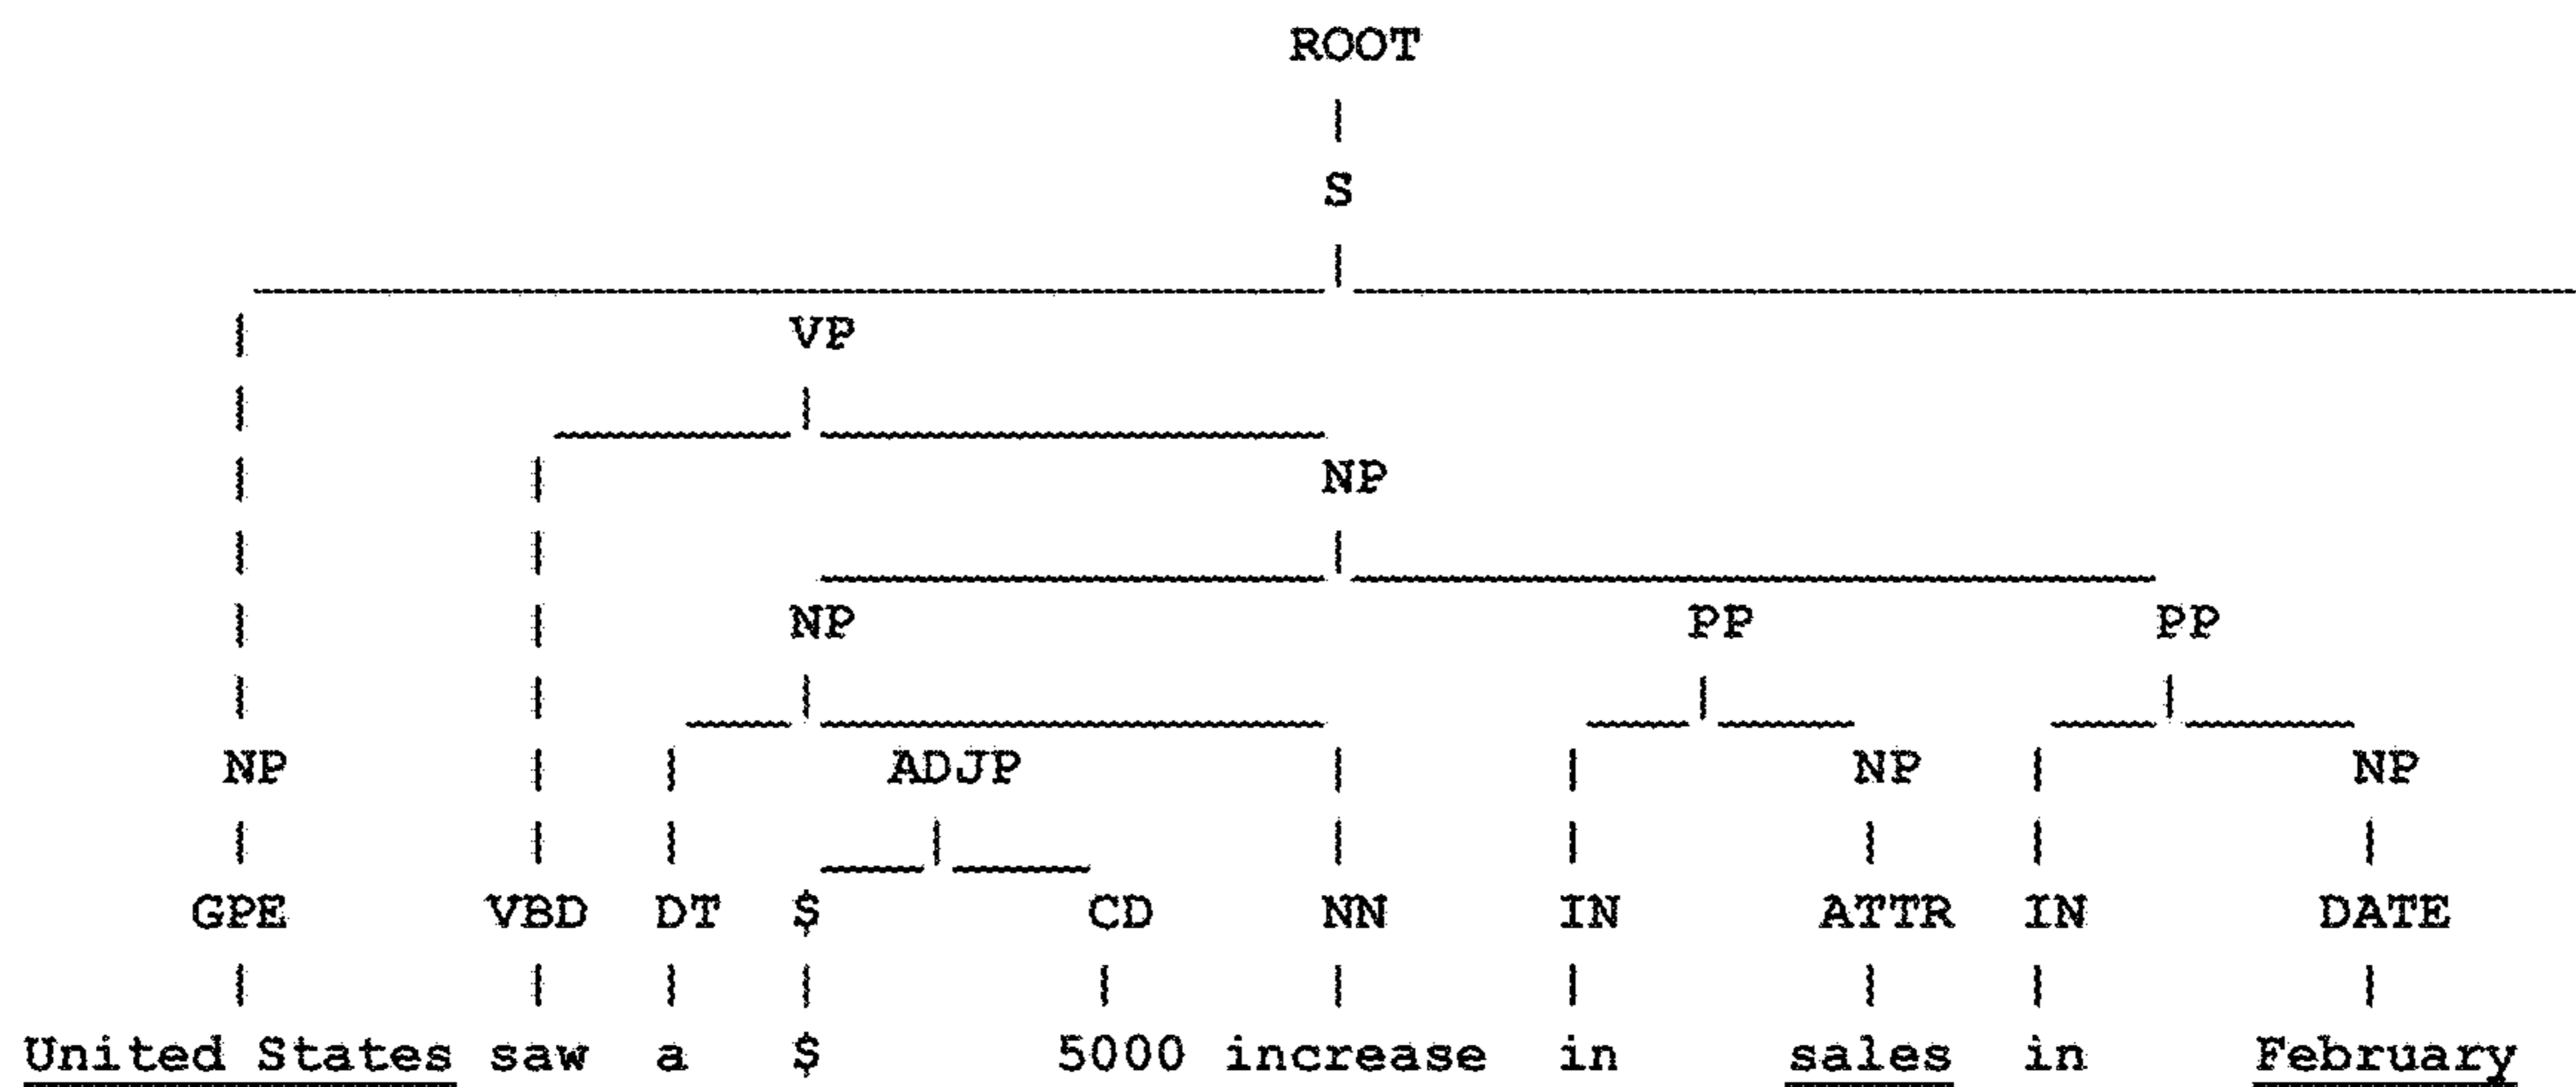 ROOT
S
VP
NP
NP PP PP
NP ADJP NP NP
GPE VBD DT $ CD NN IN ATTR IN DATE
United States saw a $ 5000 increase in sales in February